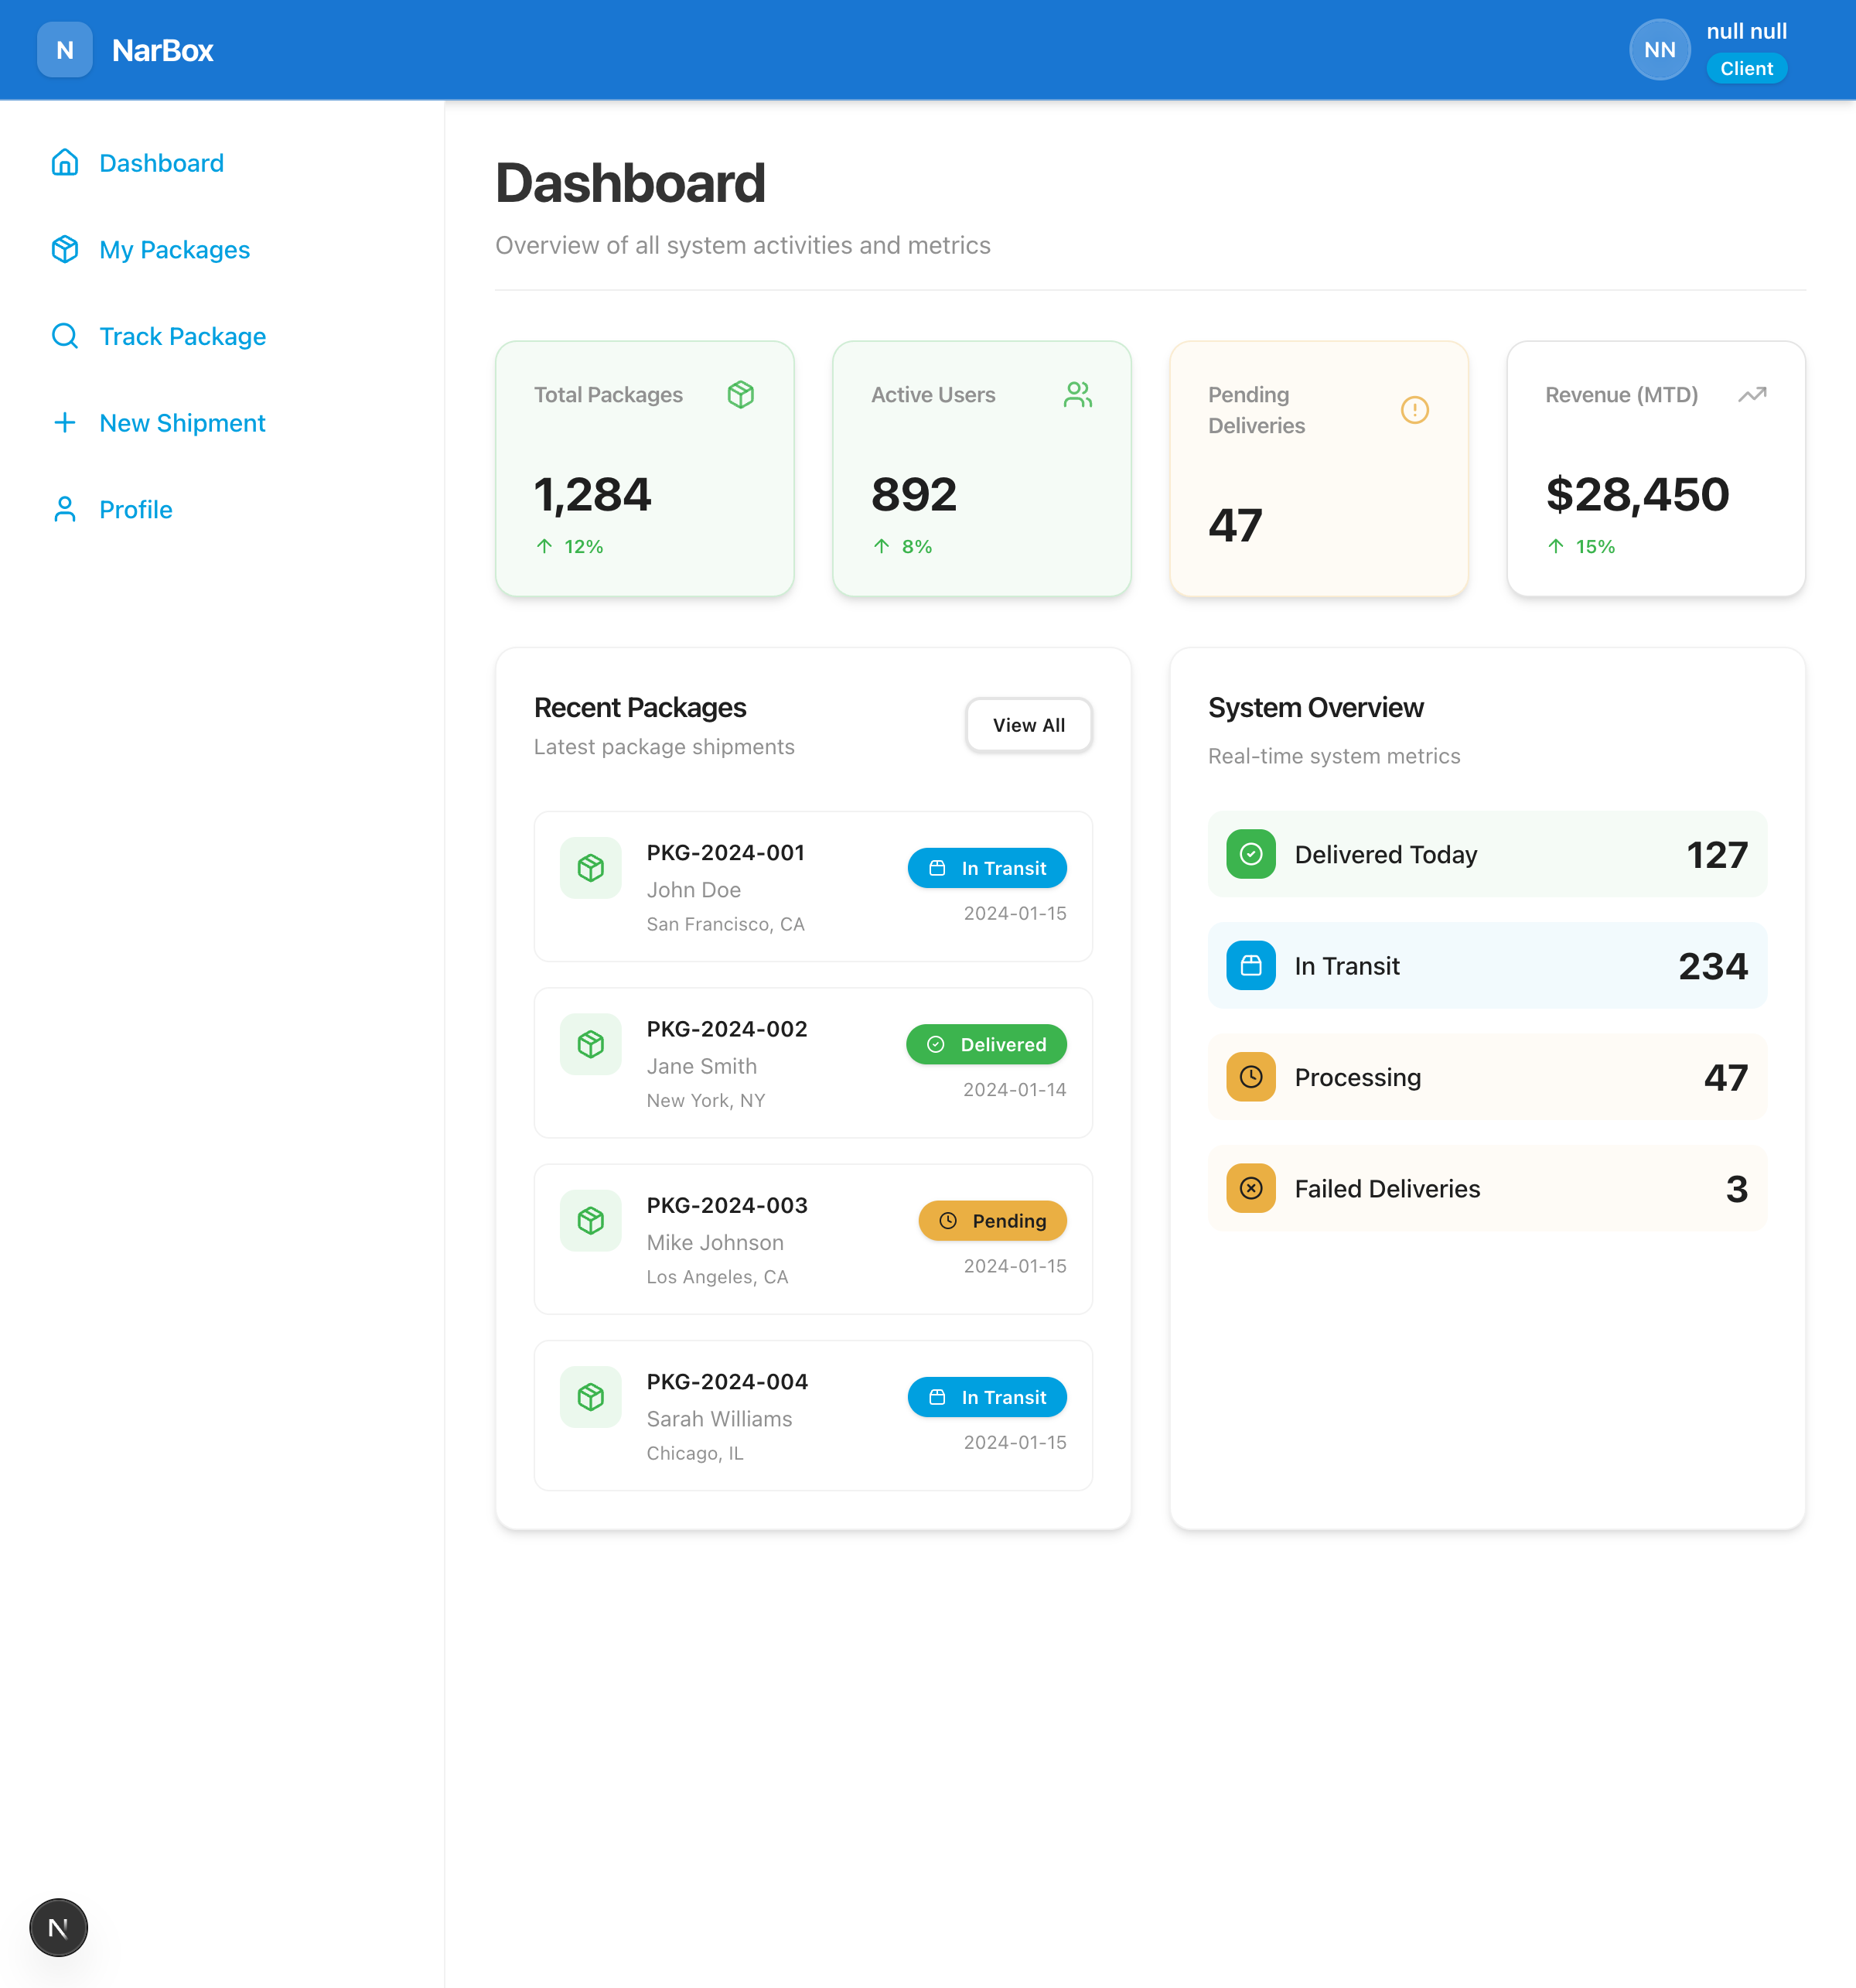 N
NarBox
NN
null null
Client
Dashboard
My Packages
Track Package
New Shipment
Profile
Dashboard
Overview of all system activities and metrics
Total Packages
1,284
12%
Active Users
892
8%
Pending
Deliveries
47
Revenue (MTD)
$28,450
15%
Recent Packages
Latest package shipments
View All
PKG-2024-001
John Doe
San Francisco, CA
In Transit
2024-01-15
PKG-2024-002
Jane Smith
New York, NY
Delivered
2024-01-14
PKG-2024-003
Mike Johnson
Los Angeles, CA
Pending
2024-01-15
PKG-2024-004
Sarah Williams
Chicago, IL
In Transit
2024-01-15
System Overview
Real-time system metrics
Delivered Today
127
In Transit
234
Processing
47
Failed Deliveries
3
N